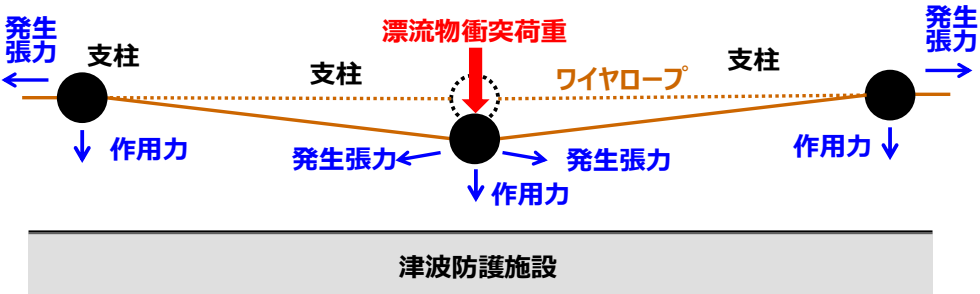 発生
張力
支柱
漂流物衝突荷重
支柱
ワイヤロープ
支柱
発生
張力
作用力
発生張力
発生張力
作用力
作用力
津波防護施設